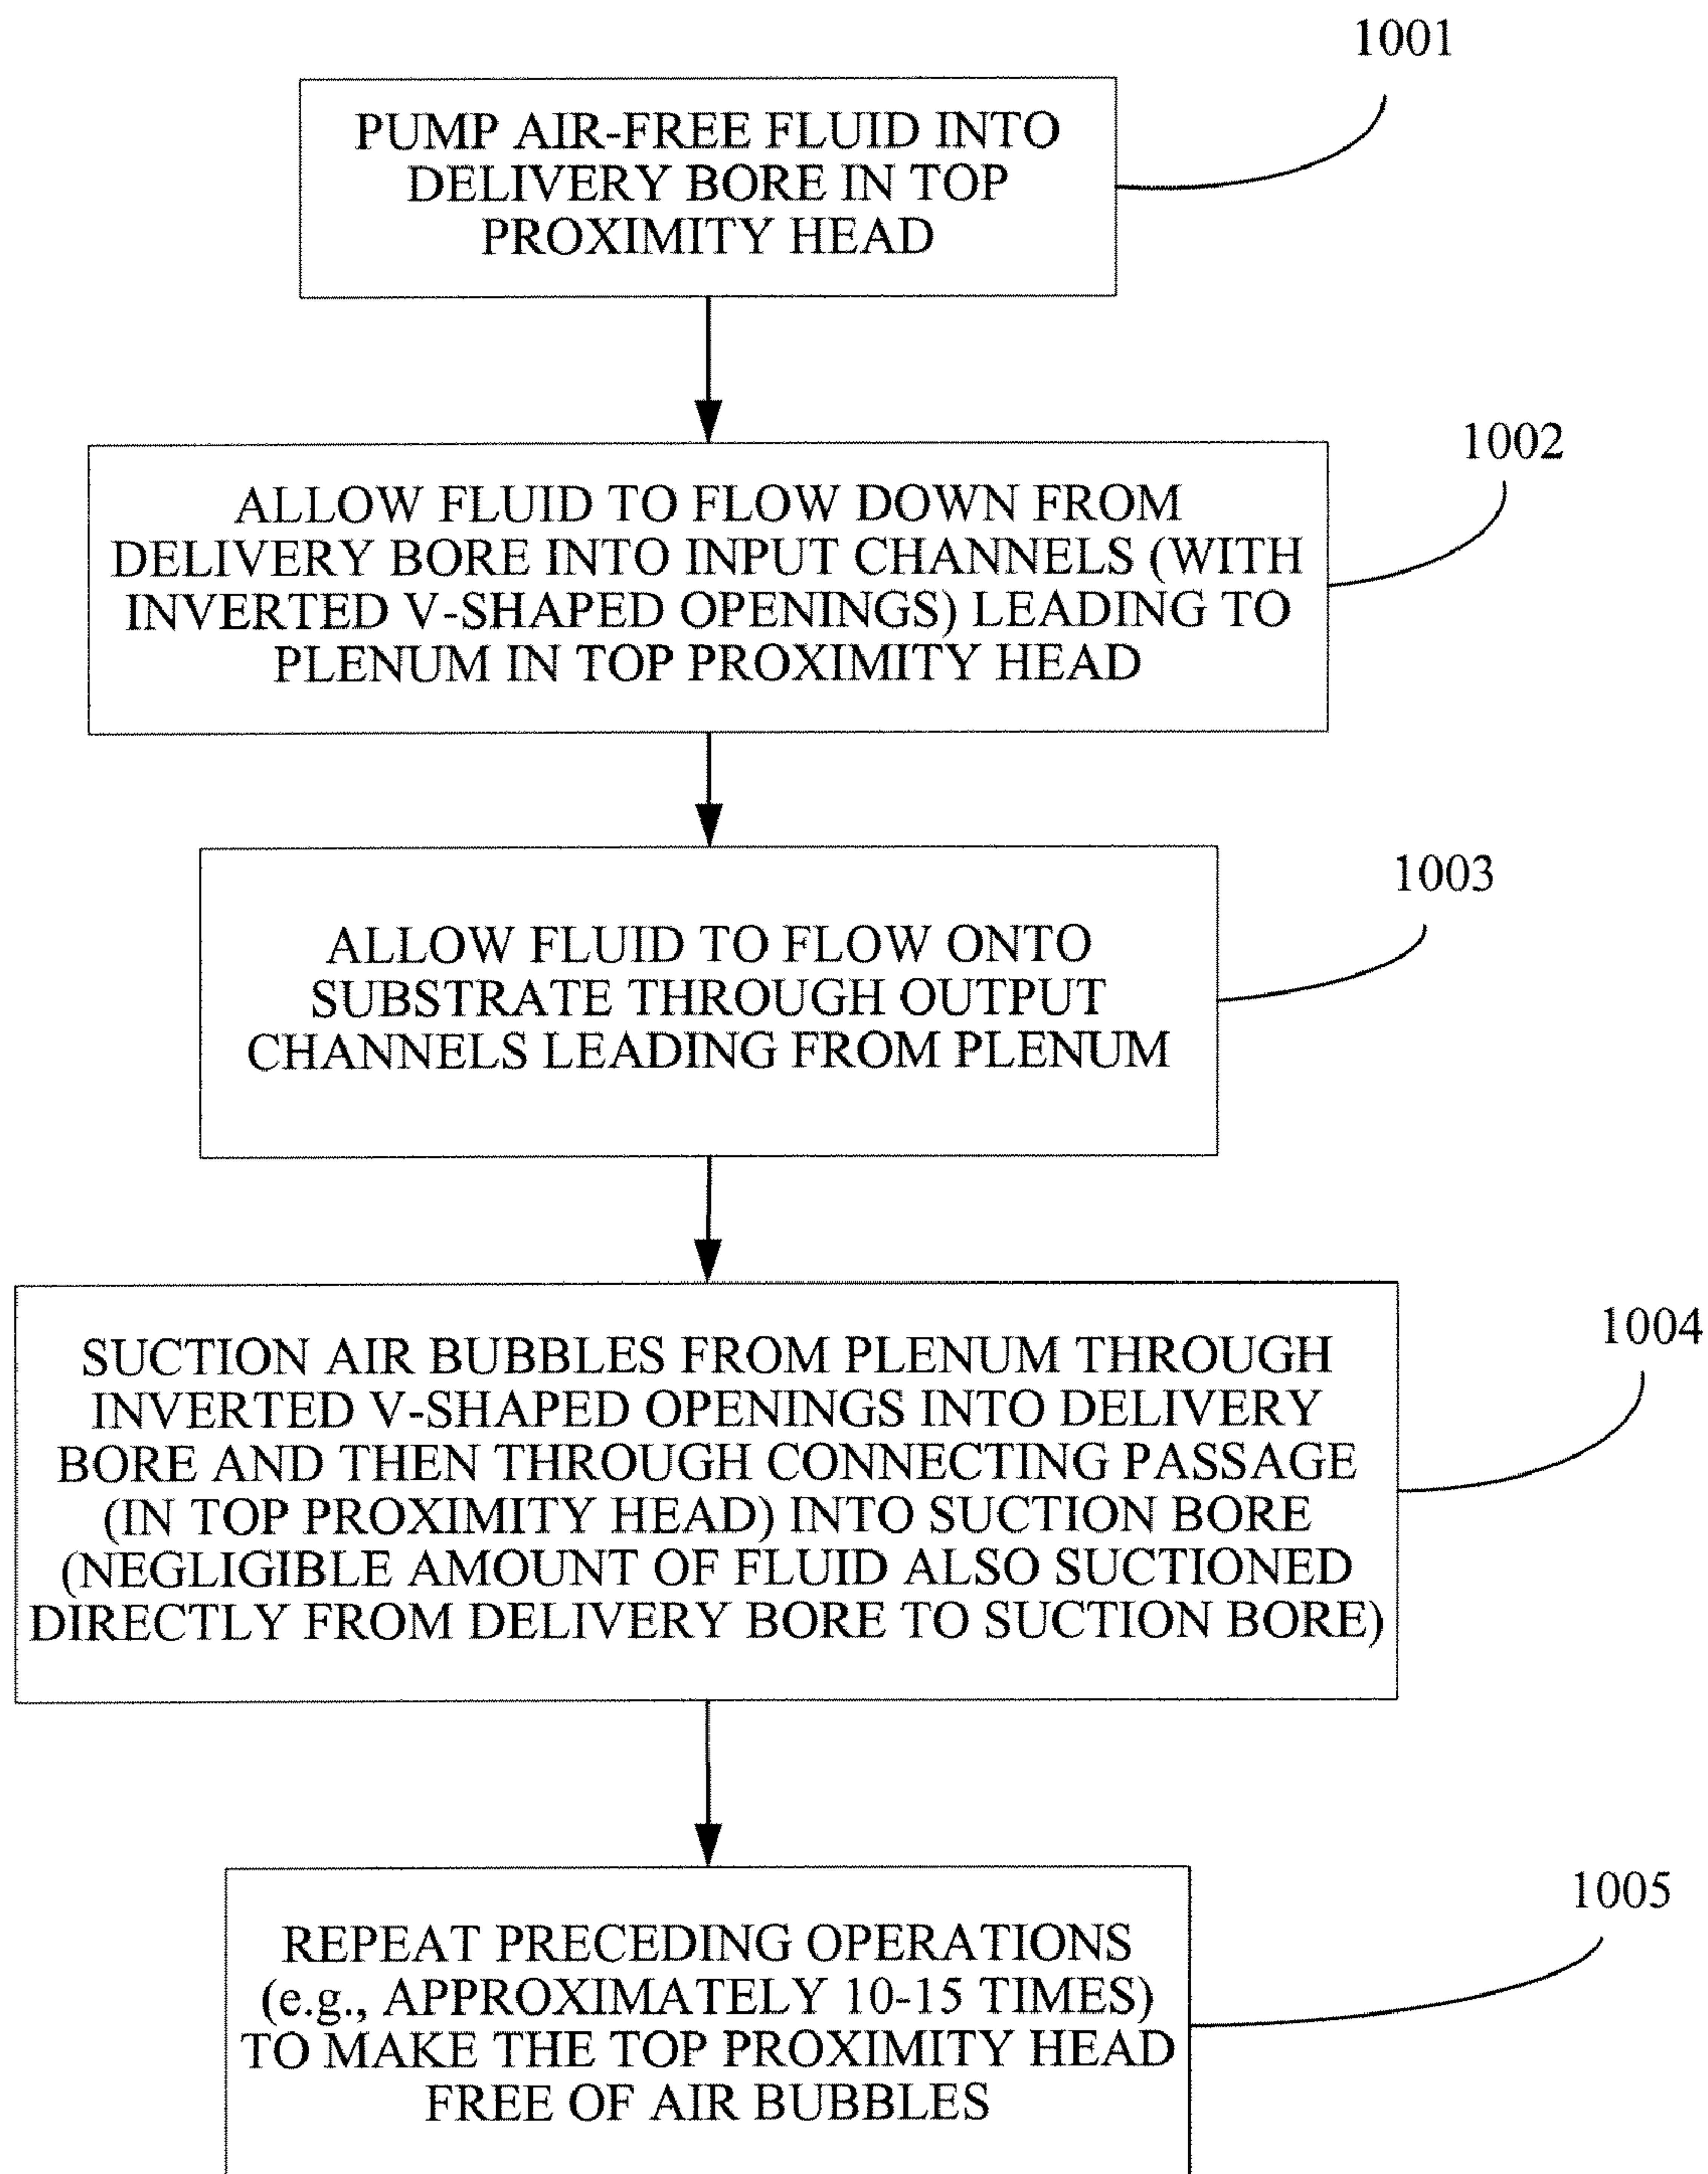 1001
PUMP AIR-FREE FLUID INTO
DELIVERY BORE IN TOP
PROXIMITY HEAD
1002
ALLOW FLUID TO FLOW DOWN FROM
DELIVERY BORE INTO INPUT CHANNELS (WITH
INVERTED V-SHAPED OPENINGS) LEADING TO
PLENUM IN TOP PROXIMITY HEAD
1003
ALLOW FLUID TO FLOW ONTO
SUBSTRATE THROUGH OUTPUT
CHANNELS LEADING FROM PLENUM
1004
SUCTION AIR BUBBLES FROM PLENUM THROUGH
INVERTED V-SHAPED OPENINGS INTO DELIVERY
BORE AND THEN THROUGH CONNECTING PASSAGE
(IN TOP PROXIMITY HEAD) INTO SUCTION BORE
(NEGLIGIBLE AMOUNT OF FLUID ALSO SUCTIONED
DIRECTLY FROM DELIVERY BORE TO SUCTION BORE)
1005
REPEAT PRECEDING OPERATIONS
(e.g., APPROXIMATELY 10-15 TIMES)
TO MAKE THE TOP PROXIMITY HEAD
FREE OF AIR BUBBLES